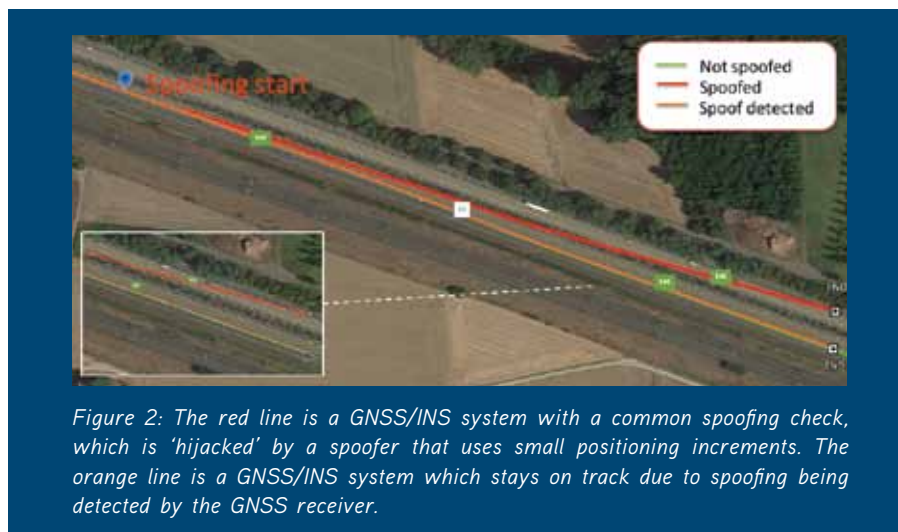 Spoofing start
Not spoofed
Spoofed
Spoof detected
Figure 2: The red line is a GNSS/INS system with a common spoofing check,
which is 'hijacked' by a spoofer that uses small positioning increments. The
orange line is a GNSS/INS system which stays on track due to spoofing being
detected by the GNSS receiver.